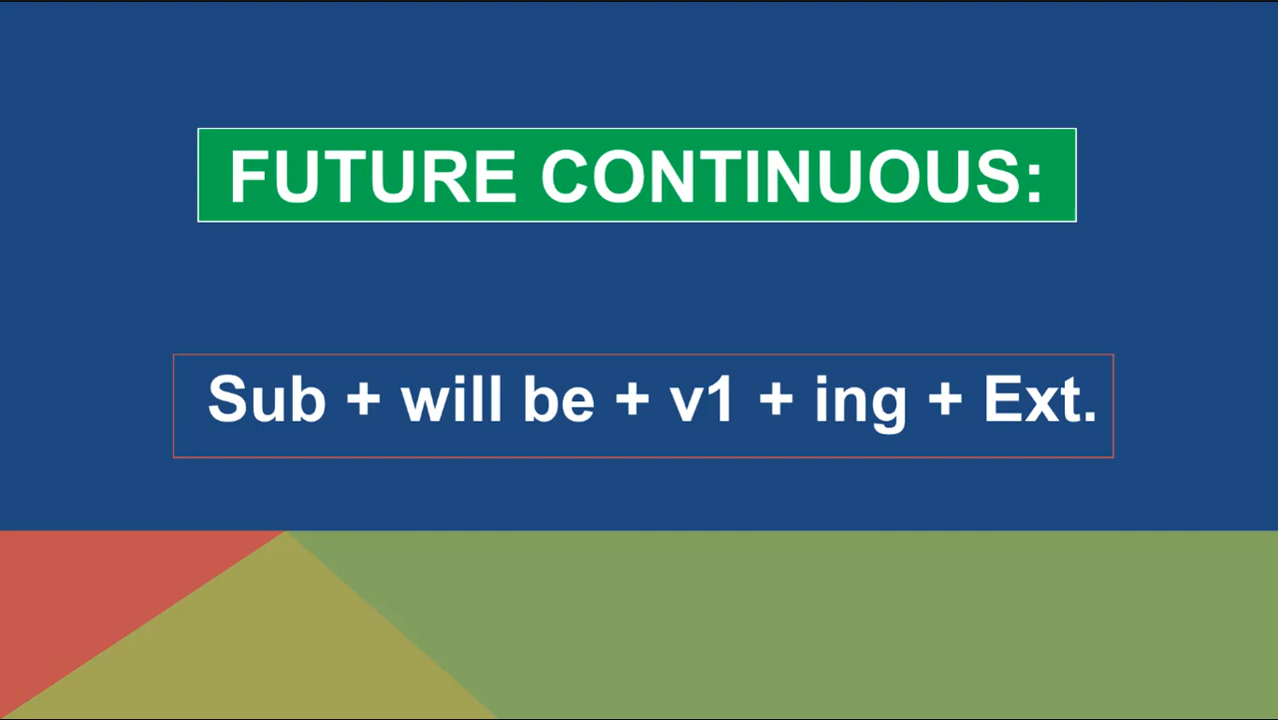 FUTURE CONTINUOUS:
Sub + will be + v1 + ing + Ext.